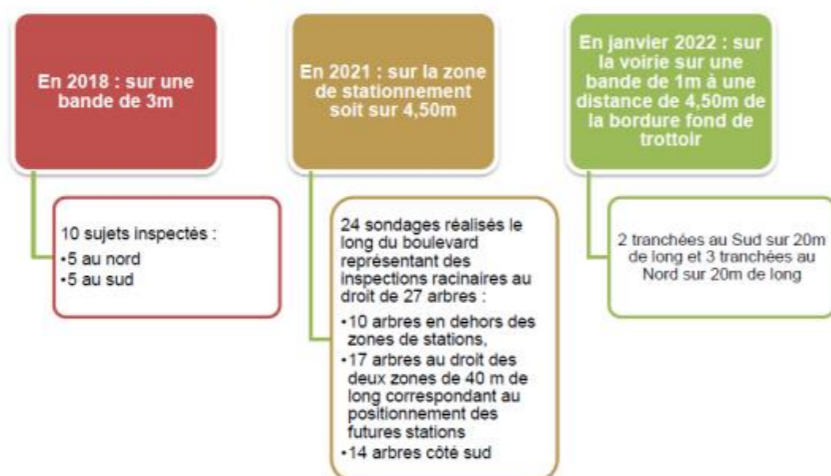 En 2018 : sur une
bande de 3m
10 sujets inspectés :
•5 au nord
•5 au sud
En 2021 : sur la zone
de stationnement
soit sur 4,50m
24 sondages réalisés le
long du boulevard
représentant des
inspections racinaires au
droit de 27 arbres :
•10 arbres en dehors des
zones de stations,
•17 arbres au droit des
deux zones de 40 m de
long correspondant au
positionnement des
futures stations
•14 arbres côté sud
En janvier 2022 : sur
la voirie sur une
bande de 1m à une
distance de 4,50m de
la bordure fond de
trottoir
2 tranchées au Sud sur 20m
de long et 3 tranchées au
Nord sur 20m de long